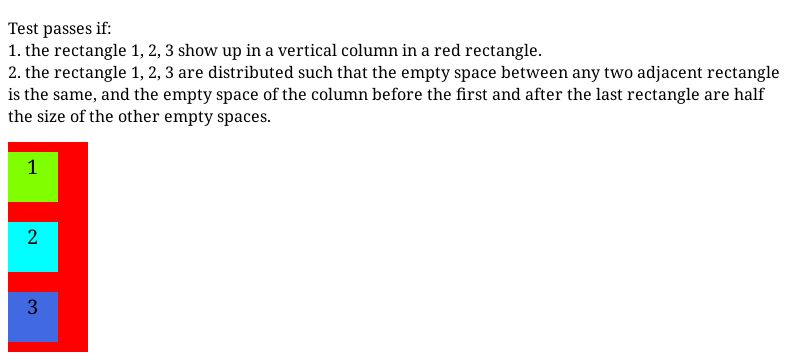 Test passes if:
1. the rectangle 1, 2, 3 show up in a vertical column in a red rectangle.
2. the rectangle 1, 2, 3 are distributed such that the empty space between any two adjacent rectangle
is the same, and the empty space of the column before the first and after the last rectangle are half
the size of the other empty spaces.
1
2
3